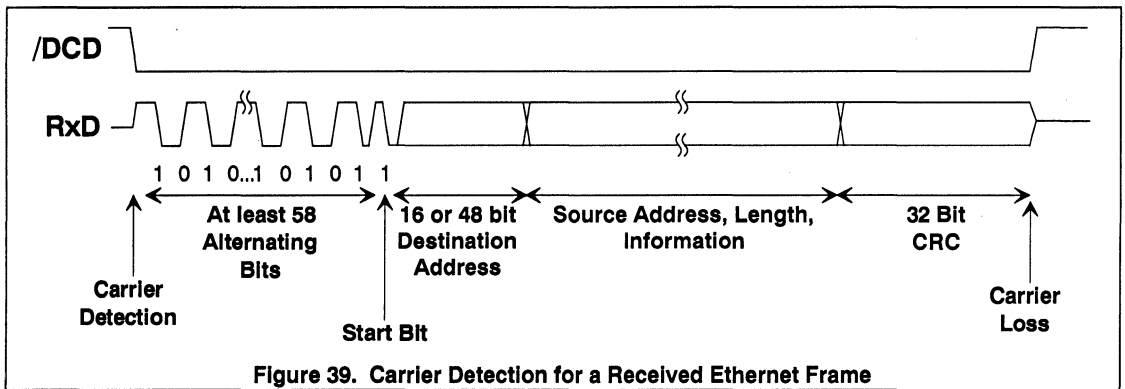 /DCD
RxD
1 0 1 0...1 0 1 0 1 1
At least 58
Alternating
Bits
16 or 48 bit
Destination
Address
Source Address, Length,
Information
32 Bit
CRC
Carrier
Detection
Start Bit
Carrier
Loss
Figure 39. Carrier Detection for a Received Ethernet Frame